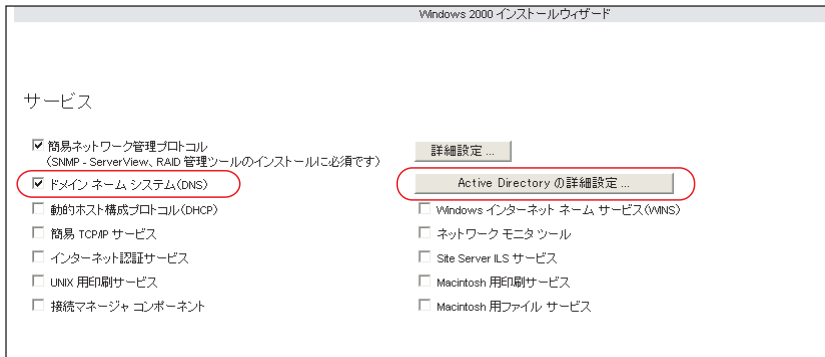 Windows 2000 インストールウィザード
サービス
簡易ネットワーク管理プロトコル
(SNMP - ServerView、RAID 管理ツールのインストールに必須です)
詳細設定 ...
ドメイン ネーム システム(DNS)
Active Directory の詳細設定 ...
動的ホスト構成プロトコル(DHCP)
Windows インターネット ネーム サービス(WINS)
簡易 TCP/IP サービス
ネットワーク モニタ ツール
インターネット認証サービス
Site Server ILS サービス
UNIX 用印刷サービス
Macintosh 用印刷サービス
接続マネージャ コンポーネント
Macintosh 用ファイル サービス